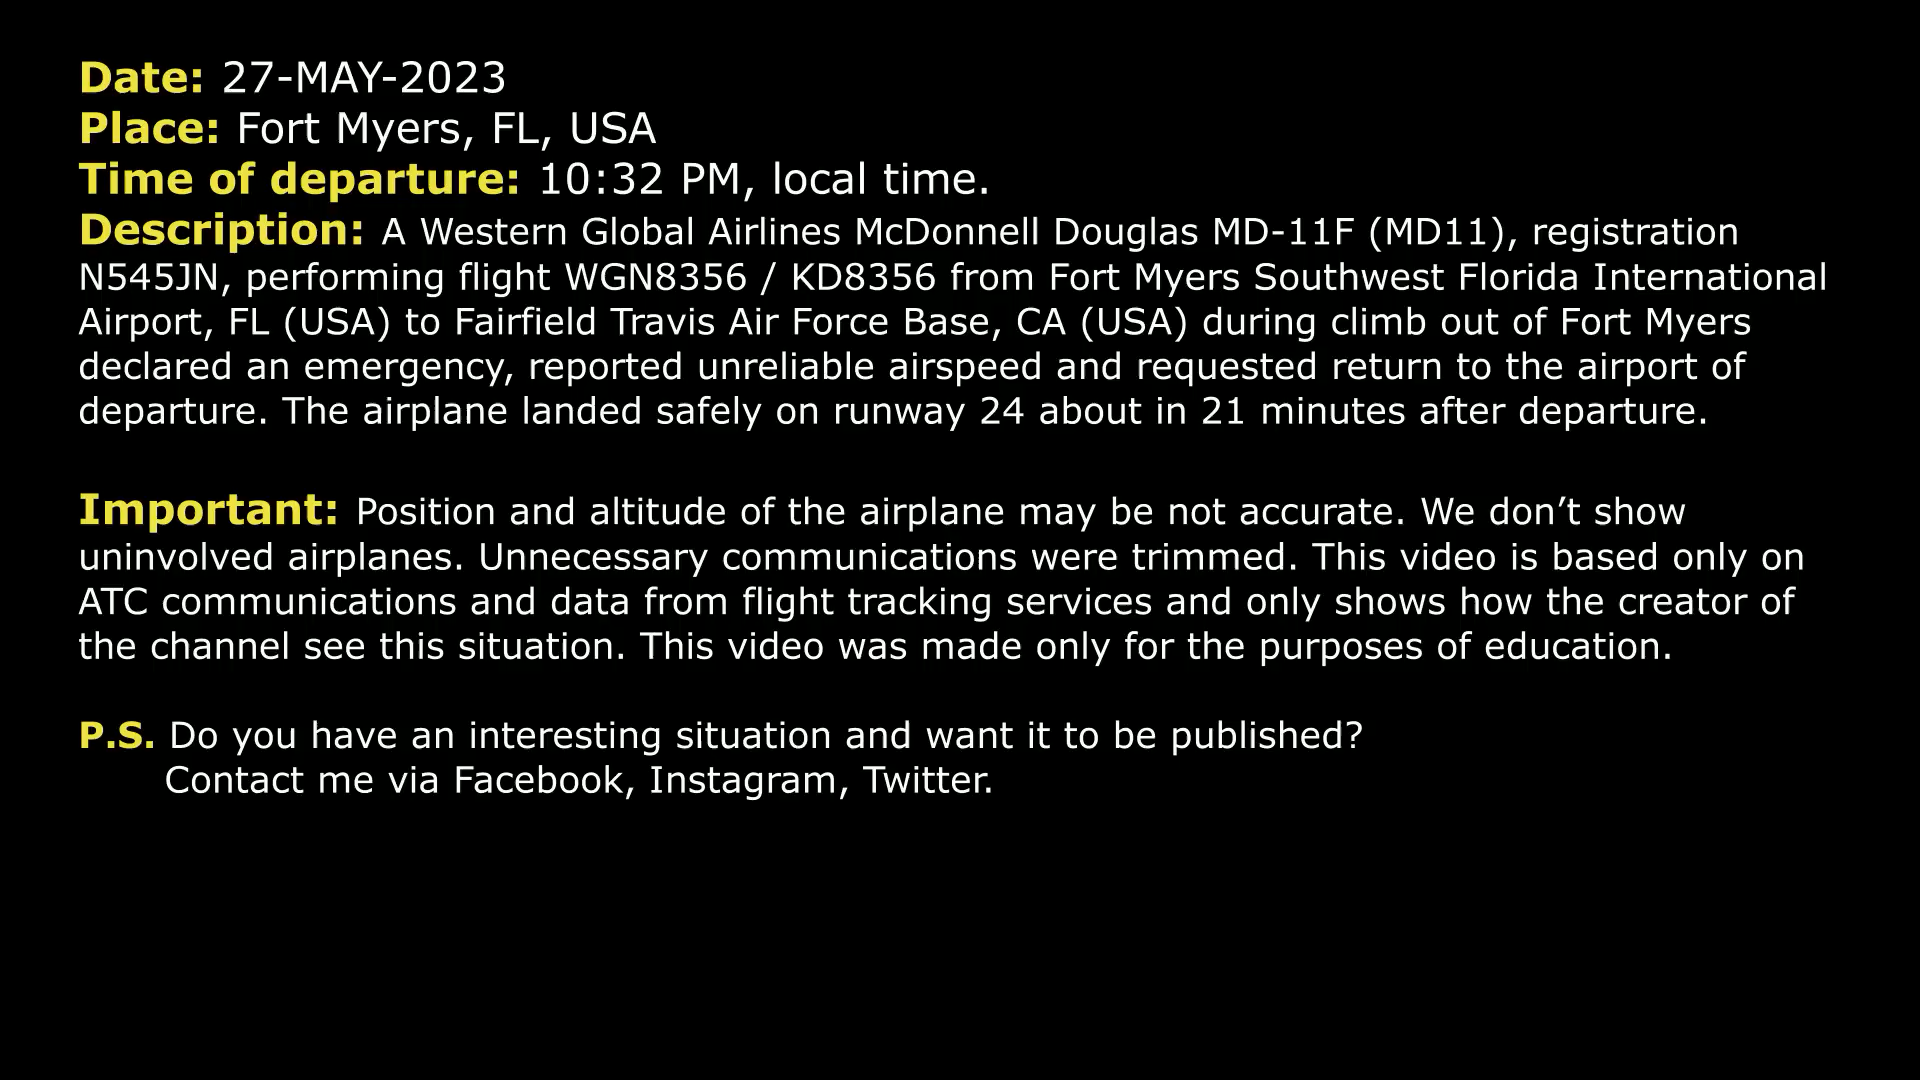 Date: 27-MAY-2023
Place: Fort Myers, FL, USA
Time of departure: 10:32 PM, local time.
Description: A Western Global Airlines McDonnell Douglas MD-11F (MD11), registration
N545JN, performing flight WGN8356 / KD8356 from Fort Myers Southwest Florida International
Airport, FL (USA) to Fairfield Travis Air Force Base, CA (USA) during climb out of Fort Myers
declared an emergency, reported unreliable airspeed and requested return to the airport of
departure. The airplane landed safely on runway 24 about in 21 minutes after departure.
Important: Position and altitude of the airplane may be not accurate. We don’t show
uninvolved airplanes. Unnecessary communications were trimmed. This video is based only on
ATC communications and data from flight tracking services and only shows how the creator of
the channel see this situation. This video was made only for the purposes of education.
P.S. Do you have an interesting situation and want it to be published?
Contact me via Facebook, Instagram, Twitter.